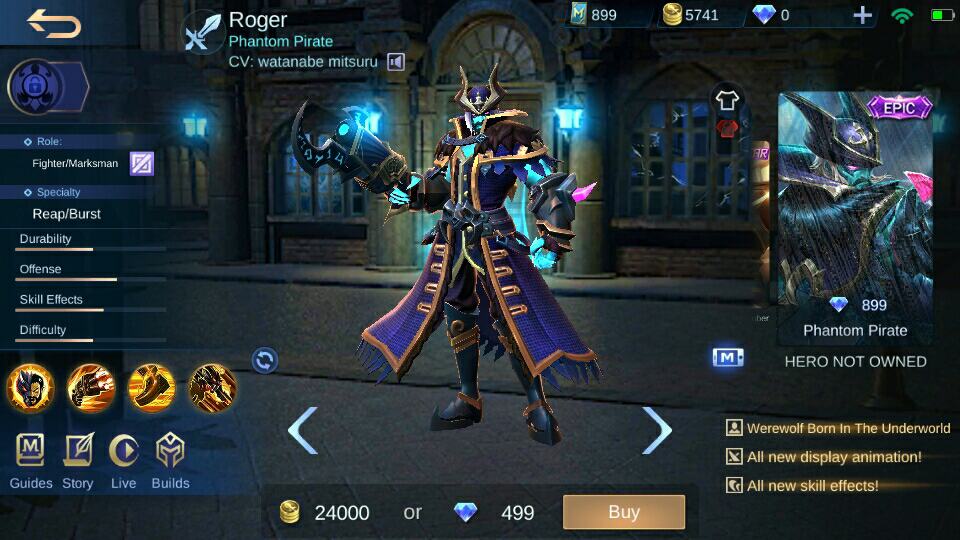 Roger
Phantom Pirate
CV: watanabe mitsuru
899
5741
0
Role:
Fighter/Marksman
Specialty
Reap/Burst
Durability
Offense
Skill Effects
Difficulty
Guides
Story
Live
Builds
EPIC
899
Phantom Pirate
HERO NOT OWNED
Werewolf Born In The Underworld
All new display animation!
All new skill effects!
24000 or 499
Buy